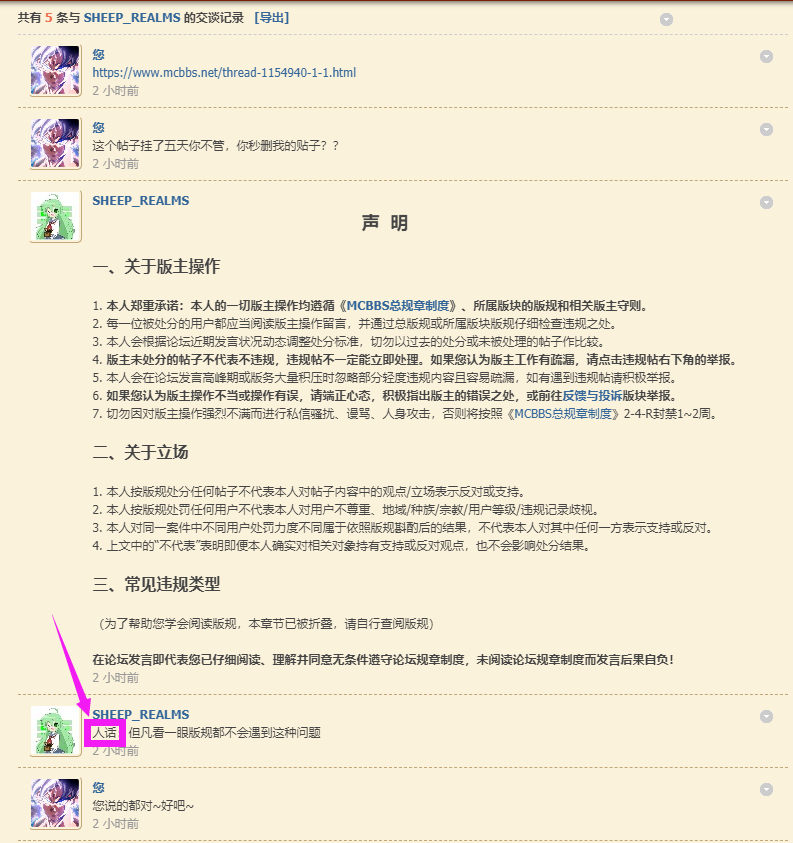 共有 5 条与 SHEEP_REALMS 的交谈记录 [导出]
您
https://www.mcbbs.net/thread-1154940-1-1.html
2 小时前
您
这个帖子挂了五天你不管，你秒删我的贴子？？
2 小时前
SHEEP_REALMS
声 明
一、关于版主操作
1. 本人郑重承诺：本人的一切版主操作均遵循《MCBBS总规章制度》、所属版块的版规和相关版主守则。
2. 每一位被处分的用户都应当阅读版主操作留言，并通过总版规或所属版块版规仔细检查违规之处。
3. 本人会根据论坛近期发言状况动态调整处分标准，切勿以过去的处分或未被处理的帖子作比较。
4. 版主未处分的帖子不代表不违规，违规帖不一定能立即处理。如果您认为版主工作有疏漏，请点击违规帖右下角的举报。
5. 本人会在论坛发言高峰期或版务大量积压时忽略部分轻度违规内容且容易疏漏，如有遇到违规帖请积极举报。
6. 如果您认为版主操作不当或操作有误，请端正心态，积极指出版主的错误之处，或前往反馈与投诉版块举报。
7. 切勿因对版主操作强烈不满而进行私信骚扰、谩骂、人身攻击，否则将按照《MCBBS总规章制度》2-4-R封禁1~2周。
二、关于立场
1. 本人按版规处分任何帖子不代表本人对帖子内容中的观点/立场表示反对或支持。
2. 本人按版规处罚任何用户不代表本人对用户不尊重、地域/种族/宗教/用户等级/违规记录歧视。
3. 本人对同一案件中不同用户处罚力度不同属于依照版规斟酌后的结果，不代表本人对其中任何一方表示支持或反对。
4. 上文中的“不代表”表明即便本人确实对相关对象持有支持或反对观点，也不会影响处分结果。
三、常见违规类型
（为了帮助您学会阅读版规，本章节已被折叠，请自行查阅版规）
在论坛发言即代表您已仔细阅读、理解并同意无条件遵守论坛规章制度，未阅读论坛规章制度而发言后果自负！
2 小时前
SHEEP_REALMS
人话 但凡看一眼版规都不会遇到这种问题
2 小时前
您
您说的都对~好吧~
2 小时前